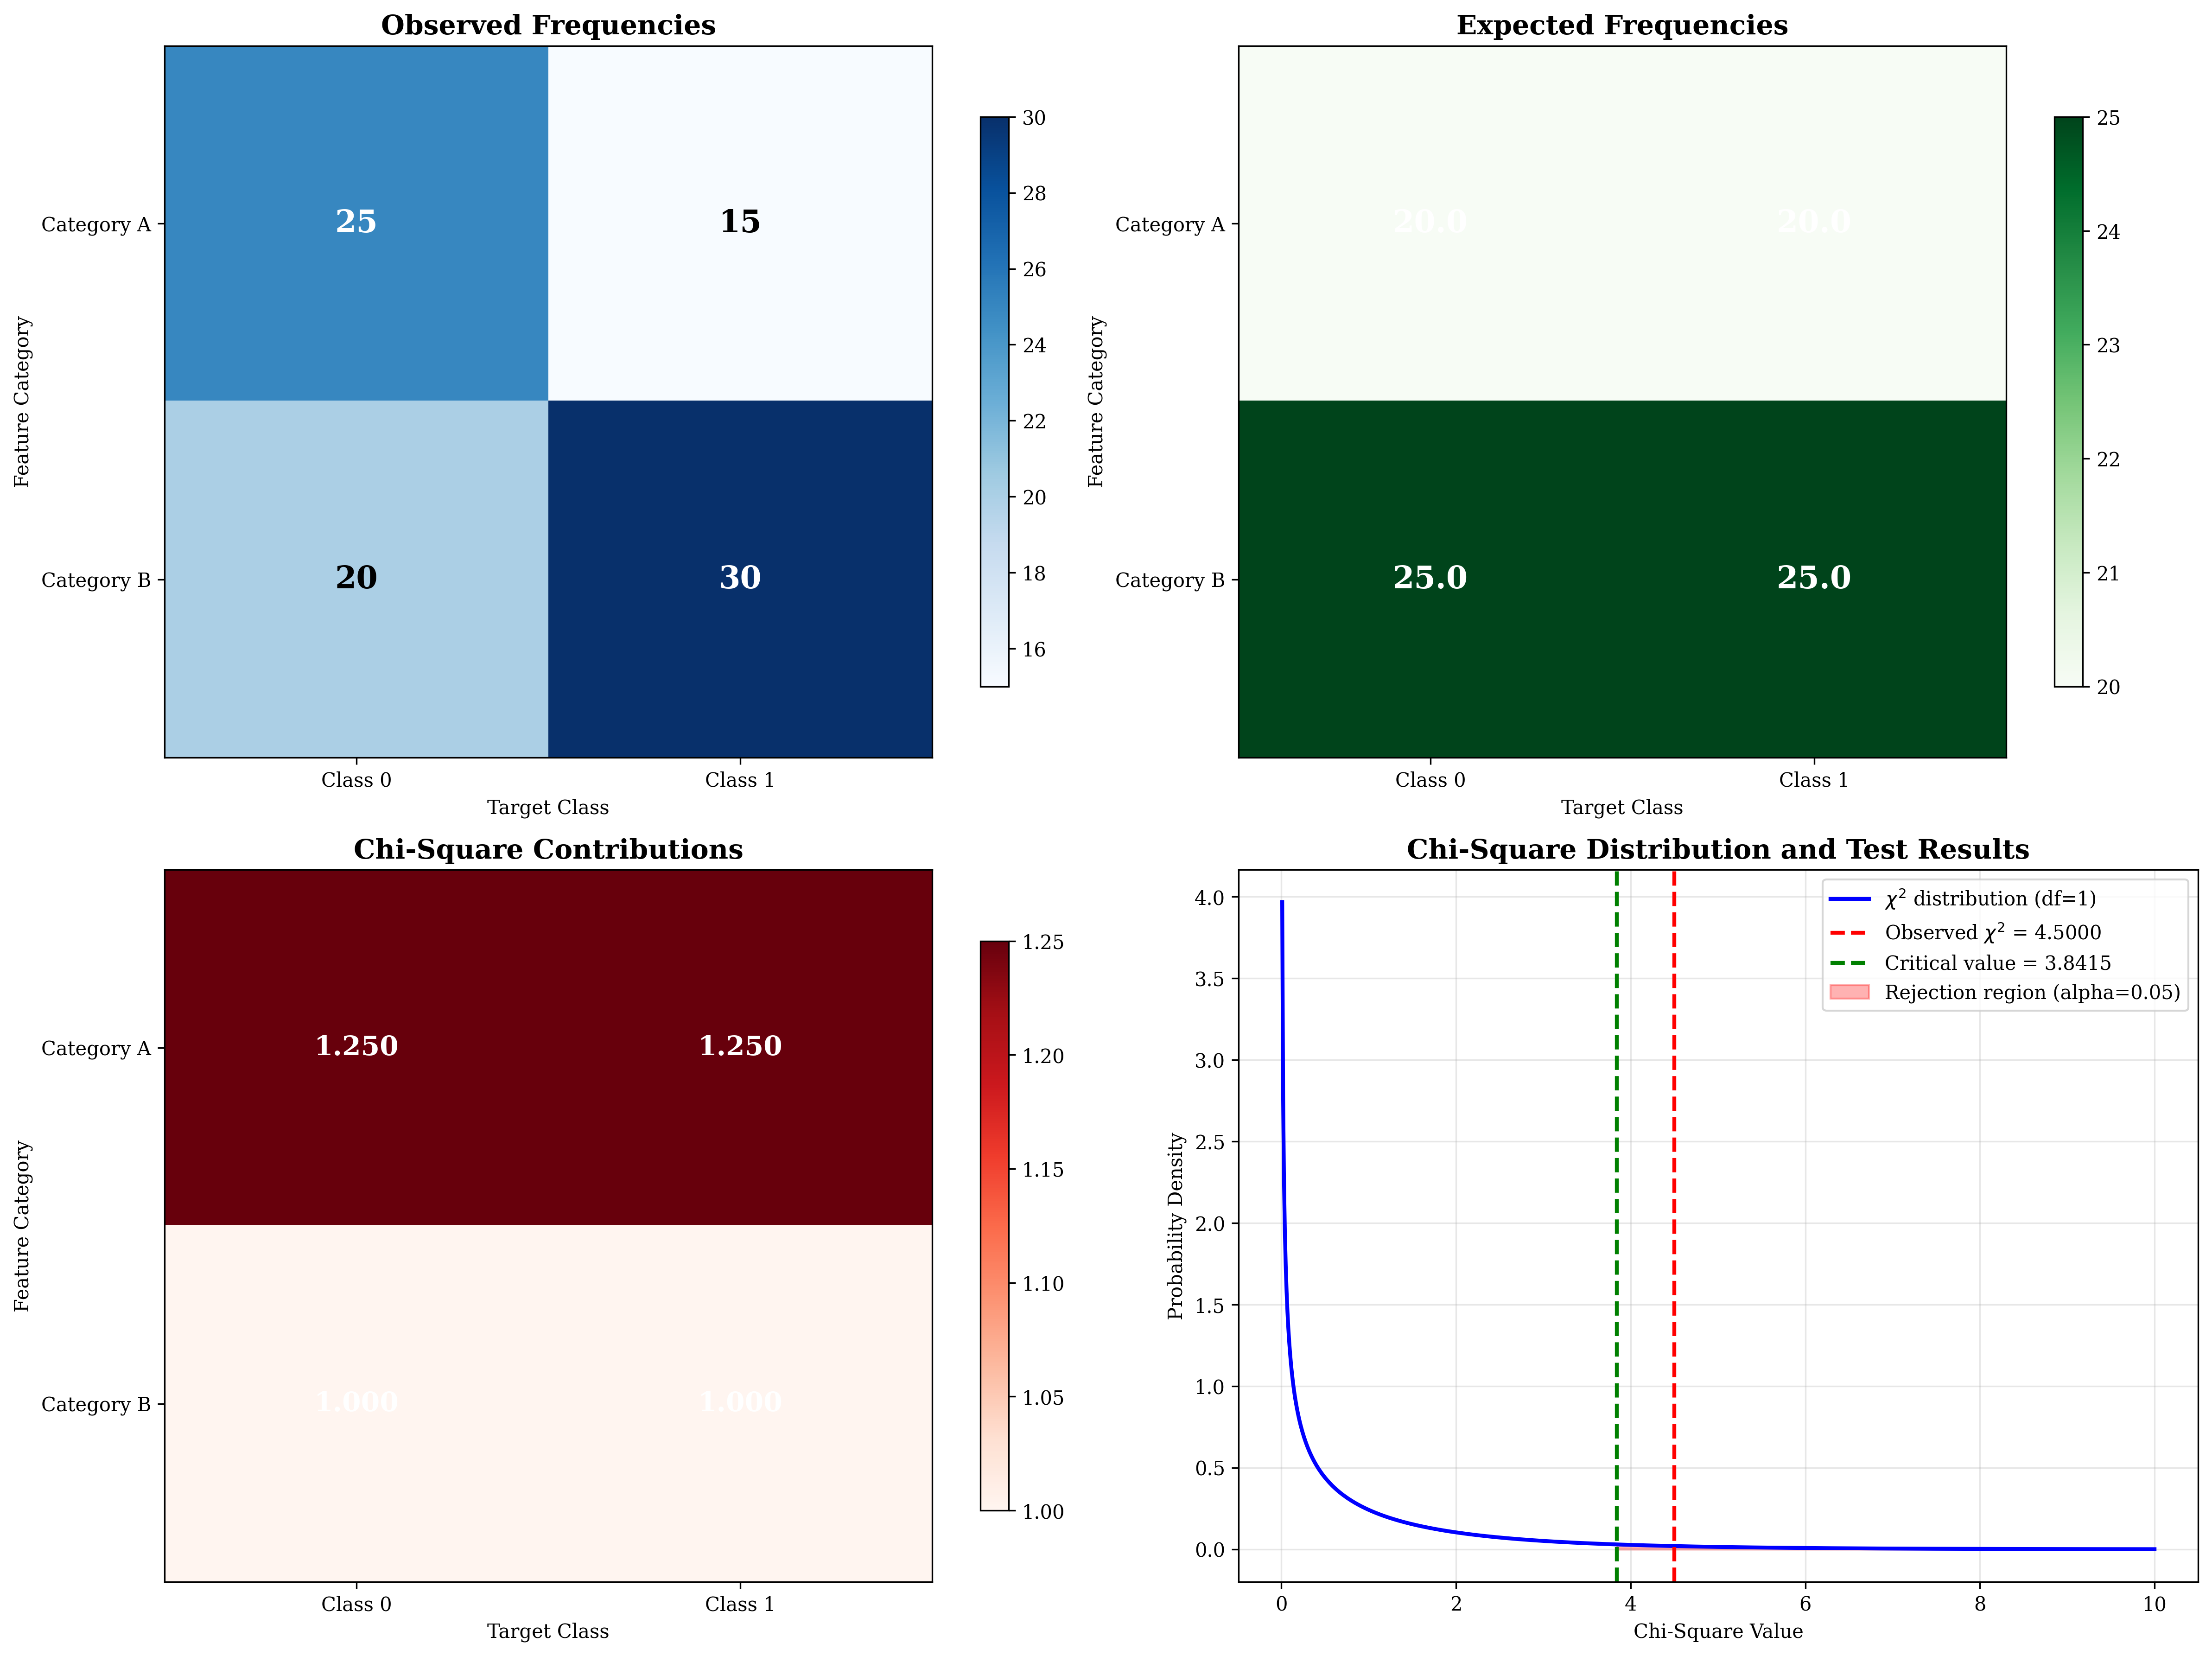 Observed Frequencies
Feature Category
Category A
Category B
25
15
20
30
Class 0
Class 1
Target Class
30
28
26
24
22
20
18
16
Expected Frequencies
Feature Category
Category A
Category B
20.0
20.0
25.0
25.0
Class 0
Class 1
Target Class
25
24
23
22
21
20
Chi-Square Contributions
Feature Category
Category A
Category B
1.250
1.250
1.000
1.000
Class 0
Class 1
Target Class
1.25
1.20
1.15
1.10
1.05
1.00
Chi-Square Distribution and Test Results
Probability Density
4.0
3.5
3.0
2.5
2.0
1.5
1.0
0.5
0.0
χ² distribution (df=1)
Observed χ² = 4.5000
Critical value = 3.8415
Rejection region (alpha=0.05)
0
2
4
6
8
10
Chi-Square Value